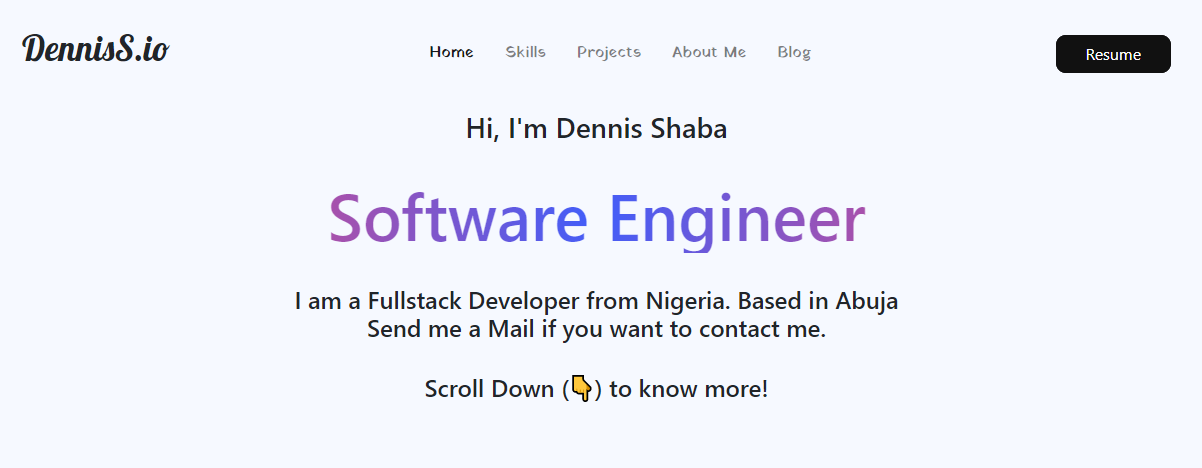 DennisS.io
Home Skills Projects About Me Blog
Resume
Hi, I'm Dennis Shaba
Software Engineer
I am a Fullstack Developer from Nigeria. Based in Abuja
Send me a Mail if you want to contact me.
Scroll Down (👇) to know more!